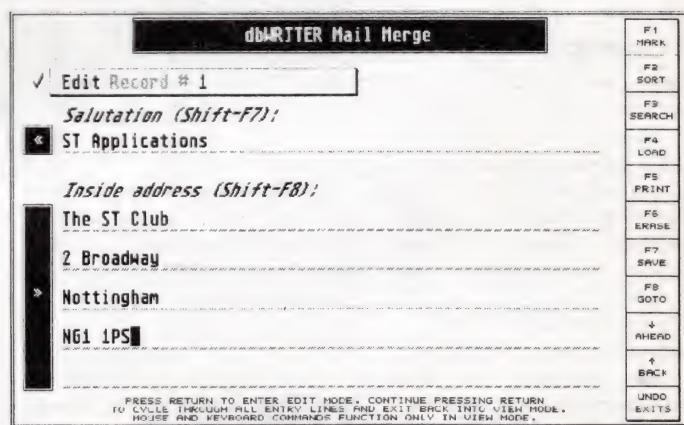 dbWRITER Mail Merge
✓ Edit Record # 1
Salutation (Shift-F7):
« ST Applications
Inside address (Shift-F8):
The ST Club
2 Broadway
» Nottingham
NG1 1PS
PRESS RETURN TO ENTER EDIT MODE. CONTINUE PRESSING RETURN
TO CYCLE THROUGH ALL ENTRY LINES AND EXIT BACK INTO VIEW MODE.
MOUSE AND KEYBOARD COMMANDS FUNCTION ONLY IN VIEW MODE.
F1
MARK
F2
SORT
F3
SEARCH
F4
LOAD
F5
PRINT
F6
ERASE
F7
SAVE
F8
GOTO
↓
AHEAD
↑
BACK
UNDO
EXITS